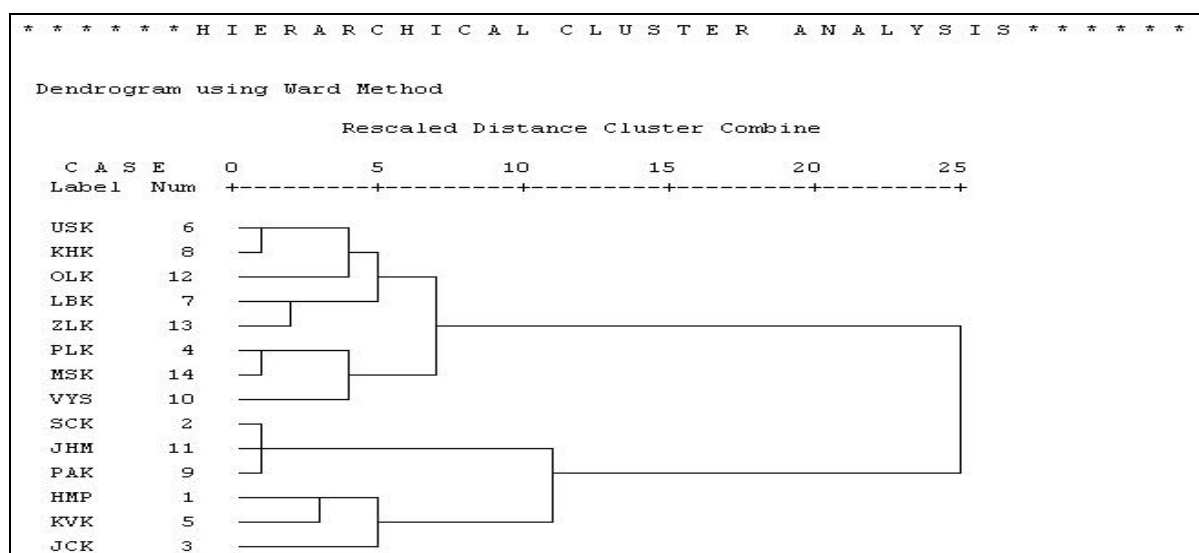 * * * * * * H I E R A R C H I C A L C L U S T E R A N A L Y S I S * * * * * *
Dendrogram using Ward Method
Rescaled Distance Cluster Combine
C A S E 0 5 10 15 20 25
Label Num +---------+---------+---------+---------+---------+
USK 6
KHK 8
OLK 12
LBK 7
ZLK 13
PLK 4
MSK 14
VYS 10
SCK 2
JHM 11
PAK 9
HMP 1
KVK 5
JCK 3